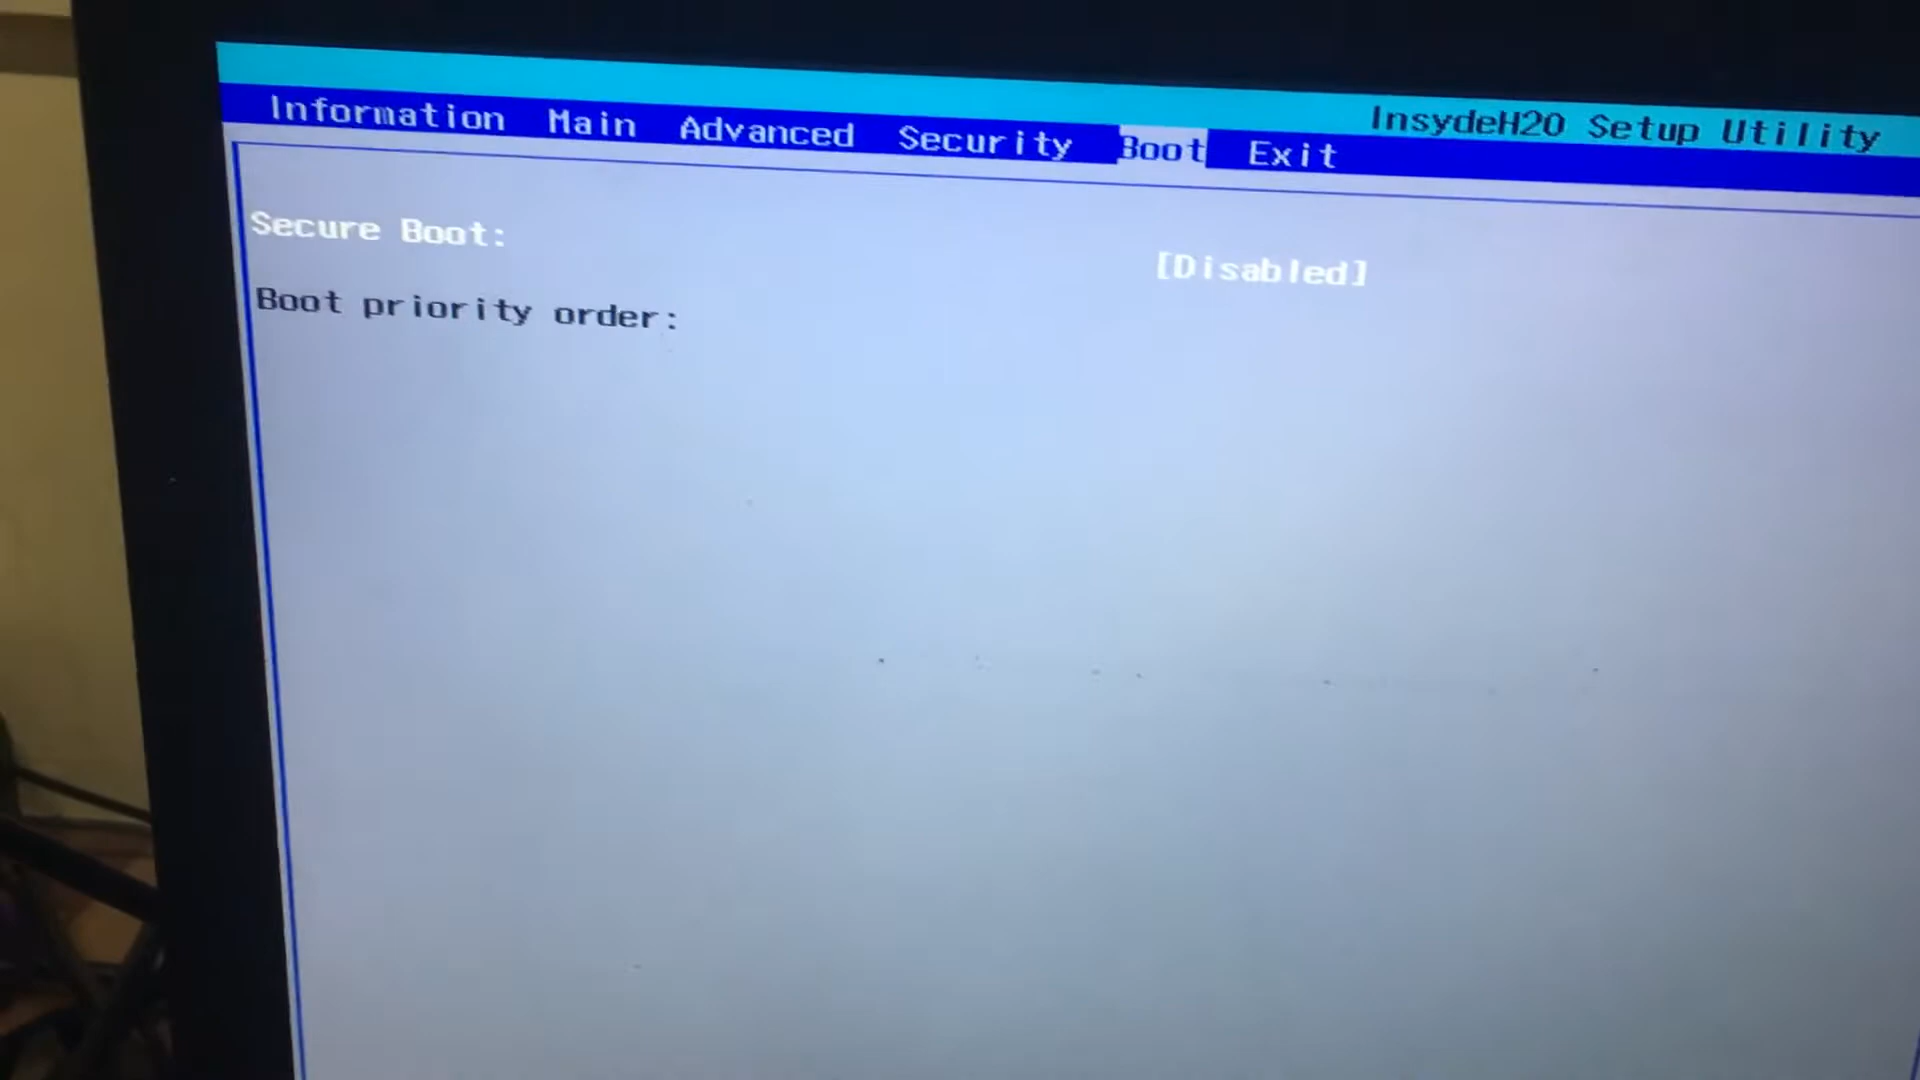 InsydeH20 Setup Utility
Information Main Advanced Security Boot Exit
Secure Boot: [Disabled]
Boot priority order: